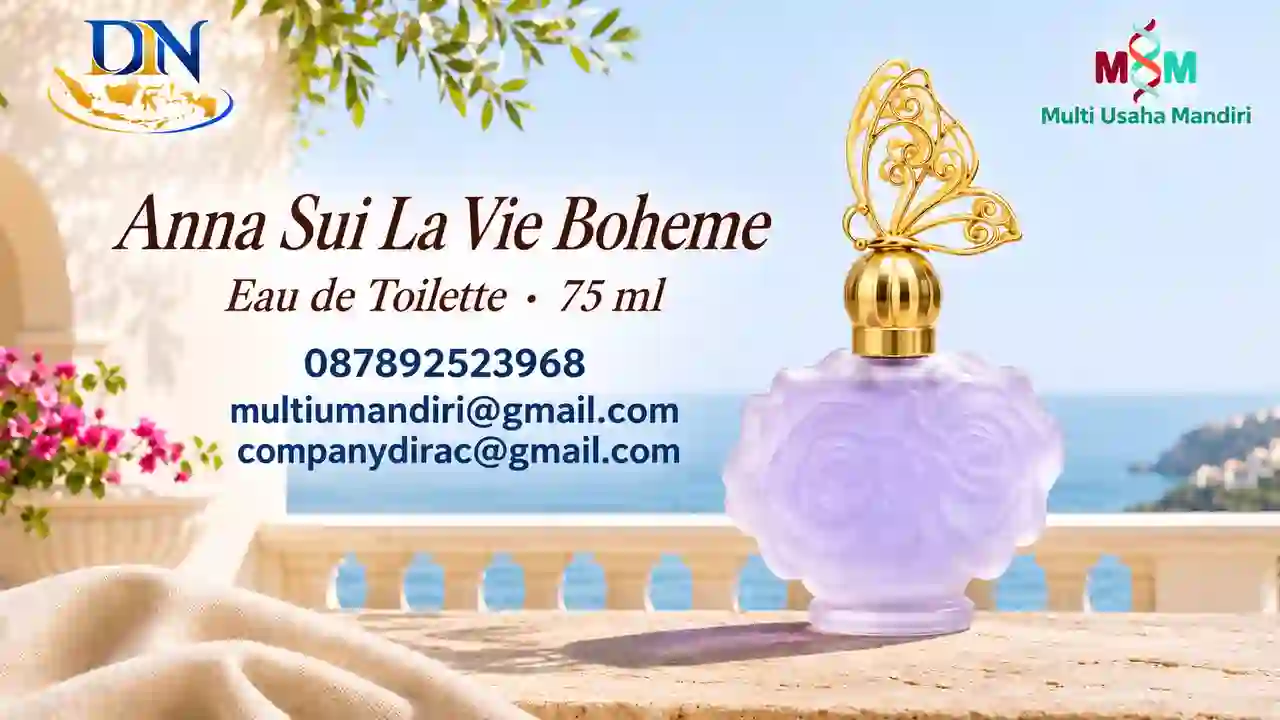 DN
MUM
Multi Usaha Mandiri
Anna Sui La Vie Boheme
Eau de Toilette • 75 ml
087892523968
multiumandiri@gmail.com
companydirac@gmail.com